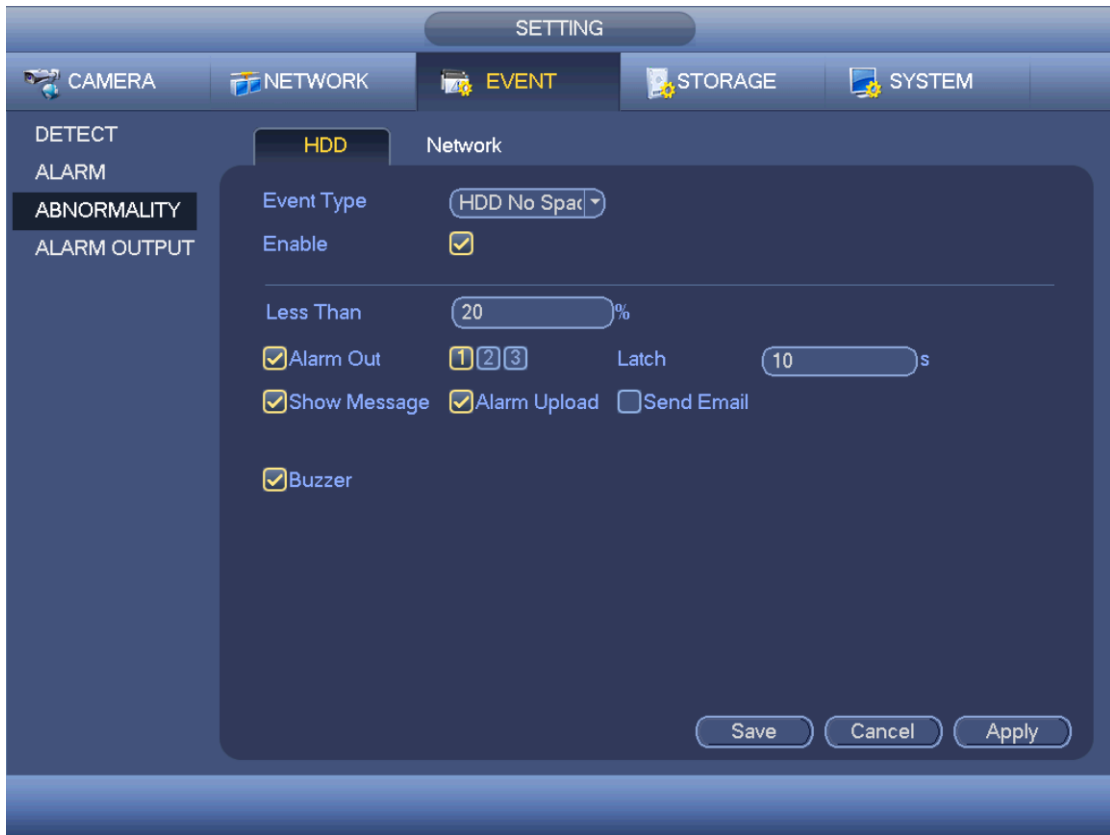 SETTING
CAMERA NETWORK EVENT STORAGE SYSTEM
DETECT
ALARM
ABNORMALITY
ALARM OUTPUT
HDD Network
Event Type HDD No Spac
Enable
Less Than 20 %
Alarm Out 1 2 3 Latch 10 s
Show Message Alarm Upload Send Email
Buzzer
Save Cancel Apply